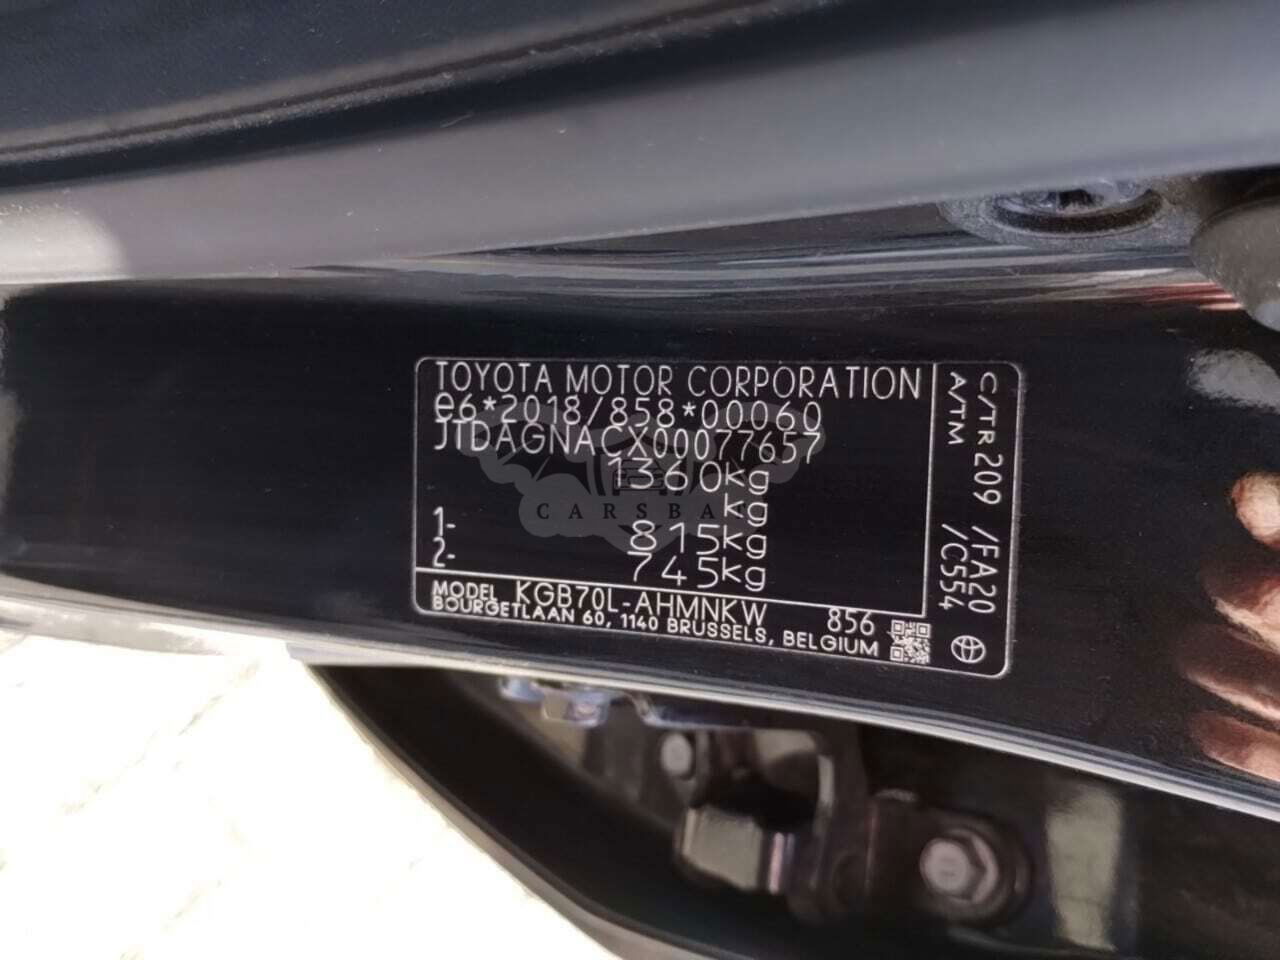 TOYOTA MOTOR CORPORATION
e6*2018/858*00060
JTDAGNACX00077657
1360kg
kg
1- 815kg
2- 745kg
MODEL KGB70L-AHMNKW 856
BOURGETLAAN 60, 1140 BRUSSELS, BELGIUM
C/TR 209 /FA20
A/TM /C554
CARSBA